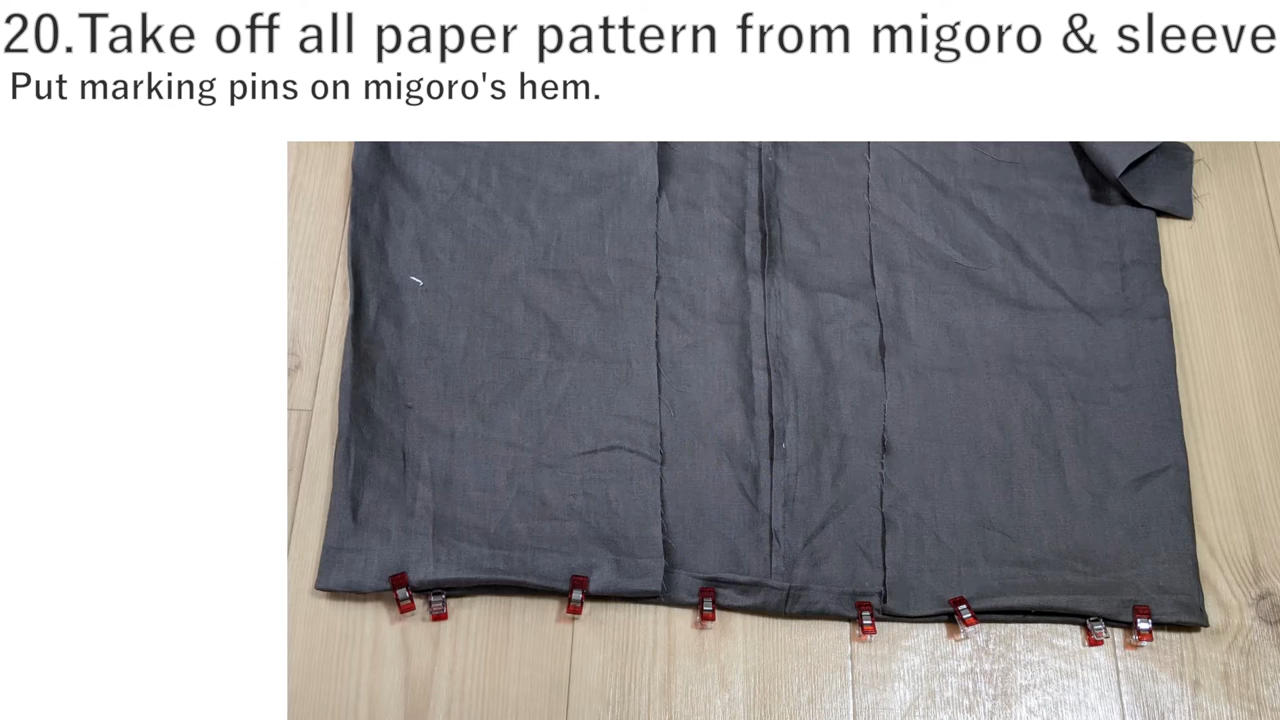 20.Take off all paper pattern from migoro & sleeve
Put marking pins on migoro's hem.